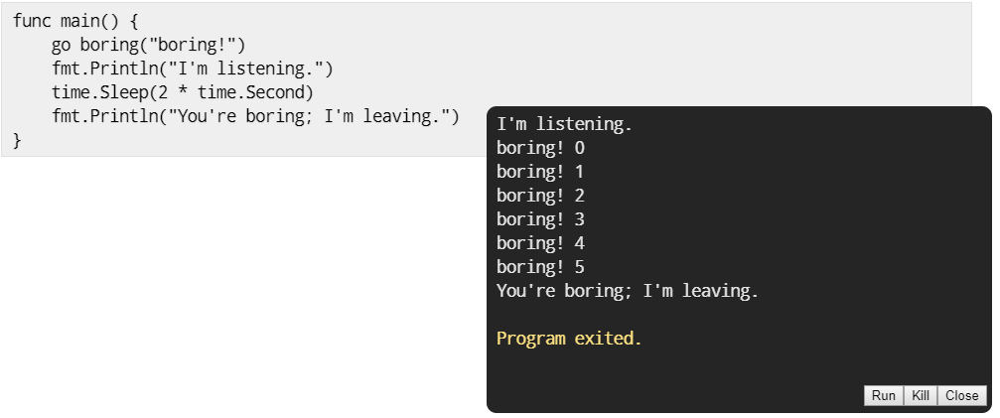 func main() {
    go boring("boring!")
    fmt.Println("I'm listening.")
    time.Sleep(2 * time.Second)
    fmt.Println("You're boring; I'm leaving.")
}
I'm listening.
boring! 0
boring! 1
boring! 2
boring! 3
boring! 4
boring! 5
You're boring; I'm leaving.
Program exited.
Run Kill Close